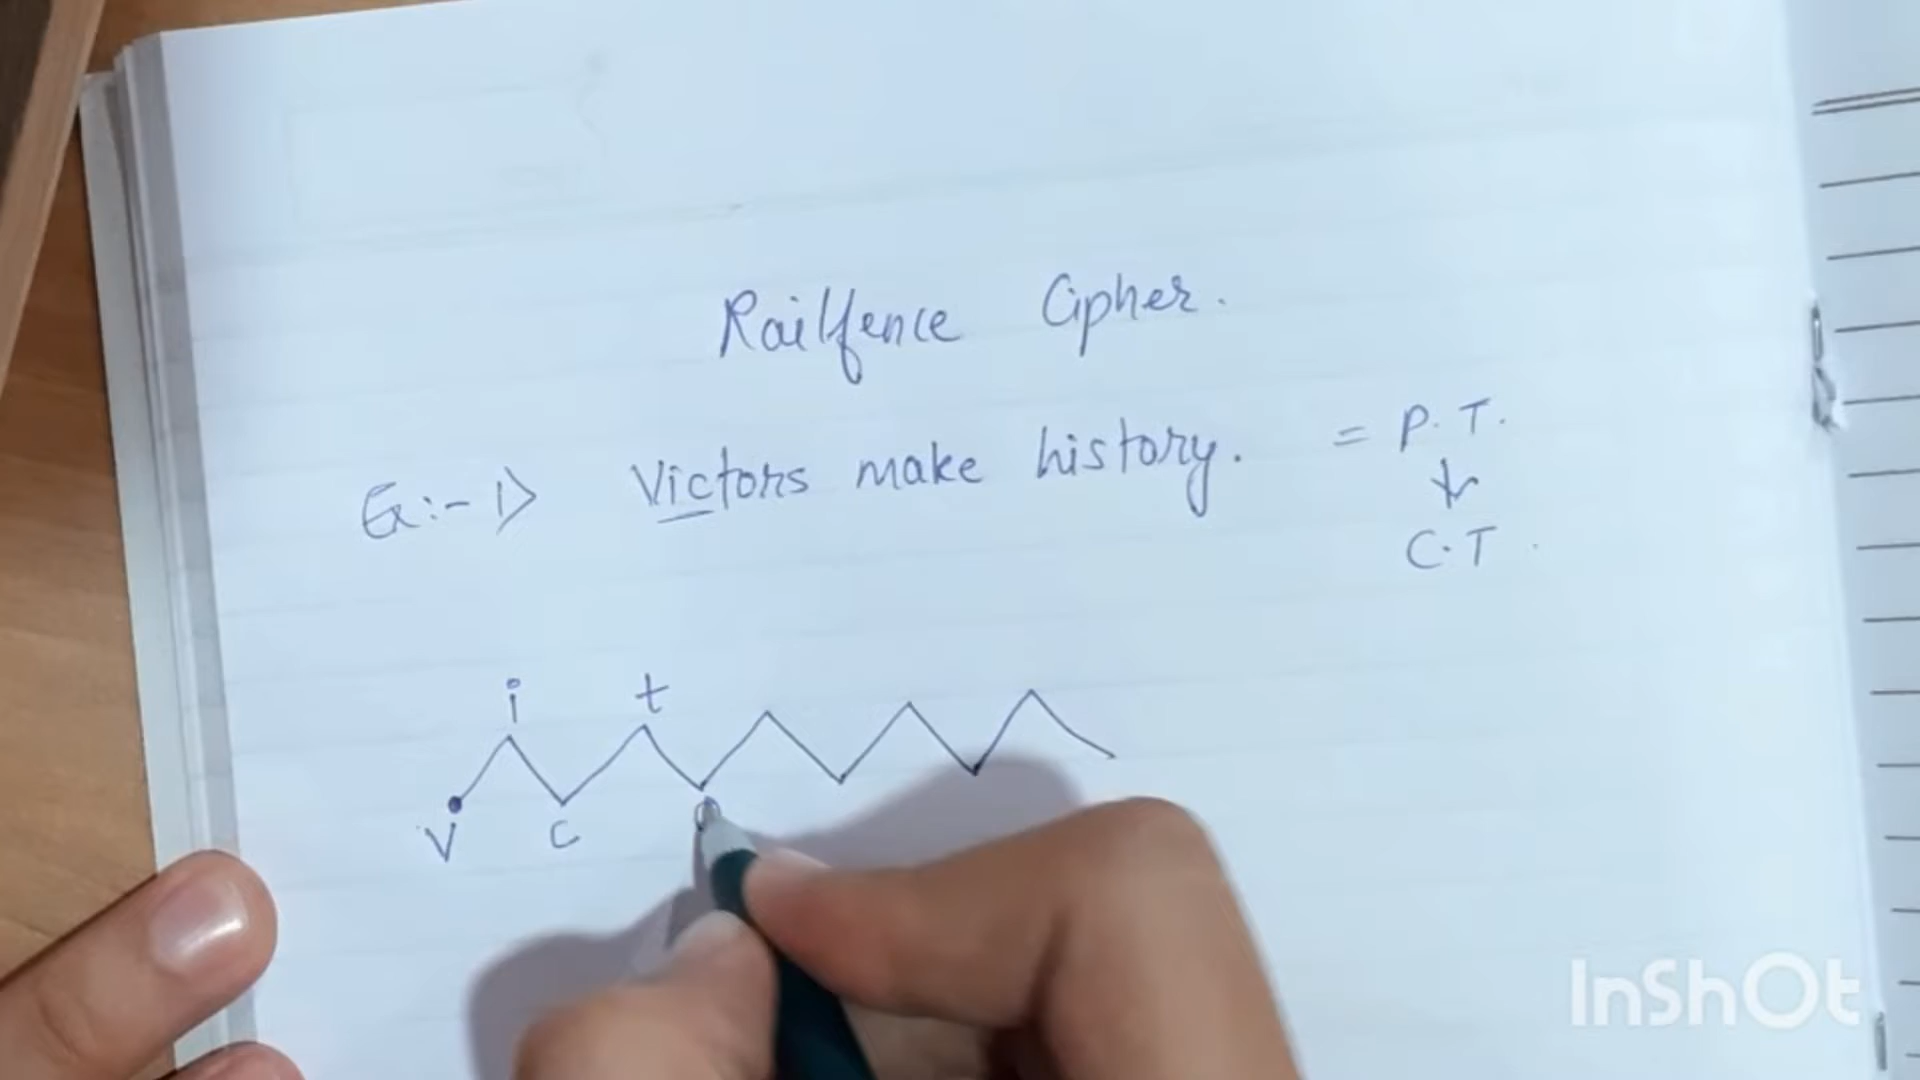 Railfence Cipher.
Ex:-1> Victors make history. = P.T.
C.T.
i t
V C o
InShOt